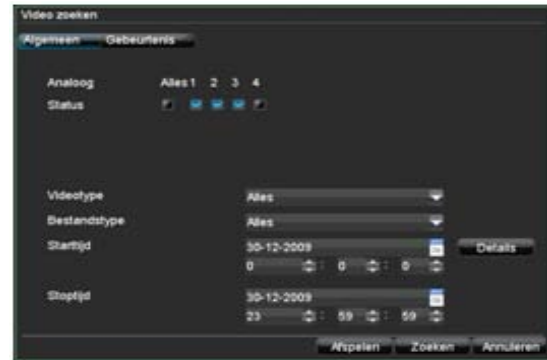 Video zoeken
Algemeen Gebeurtenis
Analoog Alles 1 2 3 4
Status
Videotype Alles
Bestandstype Alles
Starttijd 30-12-2009 Details
0 : 0 : 0
Stoptijd 30-12-2009
23 : 59 : 59
Afspelen Zoeken Annuleren